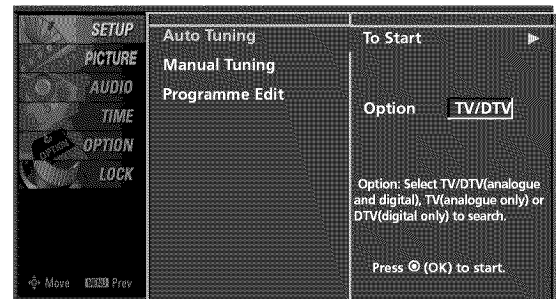 SETUP
PICTURE
AUDIO
TIME
OPTION
LOCK
Move MENU Prev
Auto Tuning
Manual Tuning
Programme Edit
To Start ▶
Option TV/DTV
Option: Select TV/DTV(analogue
and digital), TV(analogue only) or
DTV(digital only) to search.
Press ⊙ (OK) to start.
OPTION